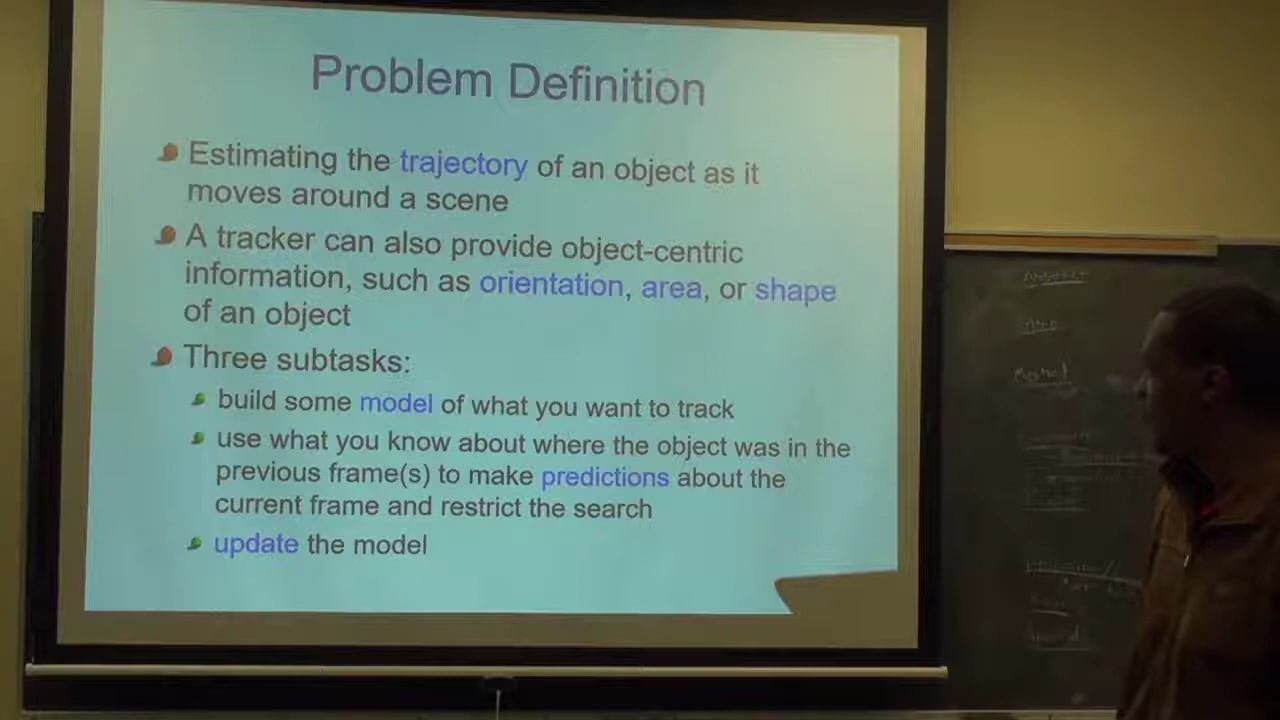 Problem Definition
Estimating the trajectory of an object as it
moves around a scene
A tracker can also provide object-centric
information, such as orientation, area, or shape
of an object
Three subtasks:
build some model of what you want to track
use what you know about where the object was in the
previous frame(s) to make predictions about the
current frame and restrict the search
update the model